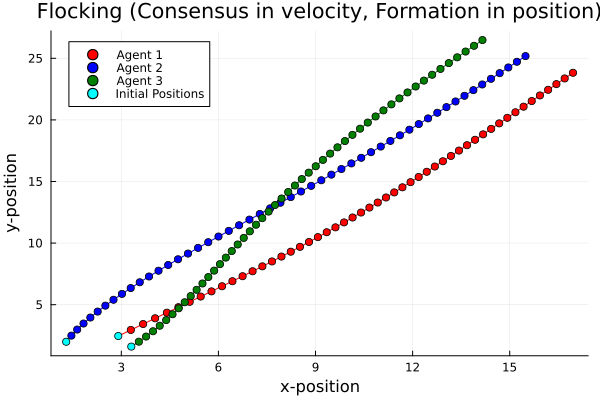 Flocking (Consensus in velocity, Formation in position)
Agent 1
Agent 2
Agent 3
Initial Positions
y-position
25
20
15
10
5
3
6
9
12
15
x-position